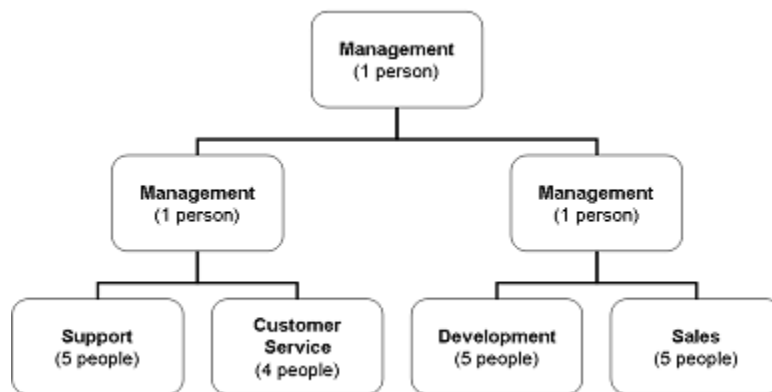 Management
(1 person)
Management
(1 person)
Management
(1 person)
Support
(5 people)
Customer
Service
(4 people)
Development
(5 people)
Sales
(5 people)